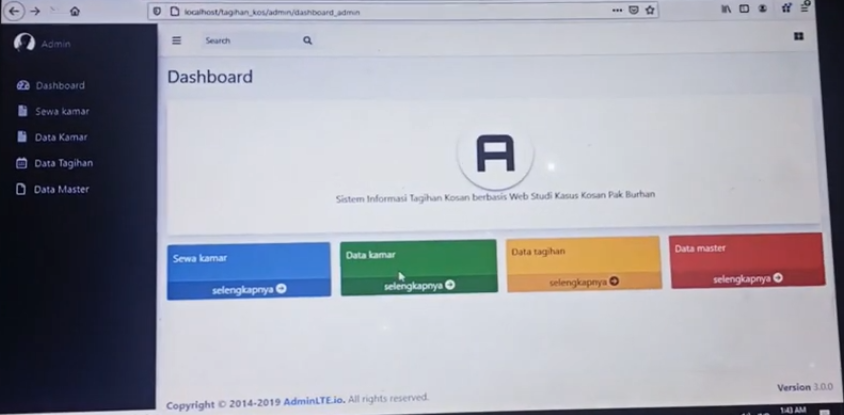 localhost/tagihan_kos/admin/dashboard_admin
Admin
Search
Dashboard
Dashboard
Sewa kamar
Data Kamar
Data Tagihan
Data Master
A
Sistem Informasi Tagihan Kosan berbasis Web Studi Kasus Kosan Pak Burhan
Sewa kamar
selengkapnya
Data kamar
selengkapnya
Data tagihan
selengkapnya
Data master
selengkapnya
Copyright © 2014-2019 AdminLTE.io. All rights reserved.
Version 3.0.0
1:43 AM